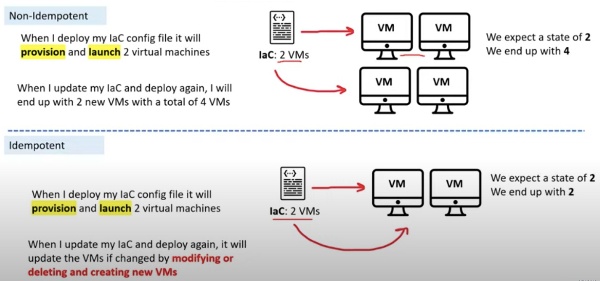 Non-Idempotent
When I deploy my IaC config file it will
provision and launch 2 virtual machines
When I update my IaC and deploy again, I will
end up with 2 new VMs with a total of 4 VMs
IaC: 2 VMs
VM
VM
VM
VM
We expect a state of 2
We end up with 4
Idempotent
When I deploy my IaC config file it will
provision and launch 2 virtual machines
When I update my IaC and deploy again, it will
update the VMs if changed by modifying or
deleting and creating new VMs
IaC: 2 VMs
VM
VM
We expect a state of 2
We end up with 2